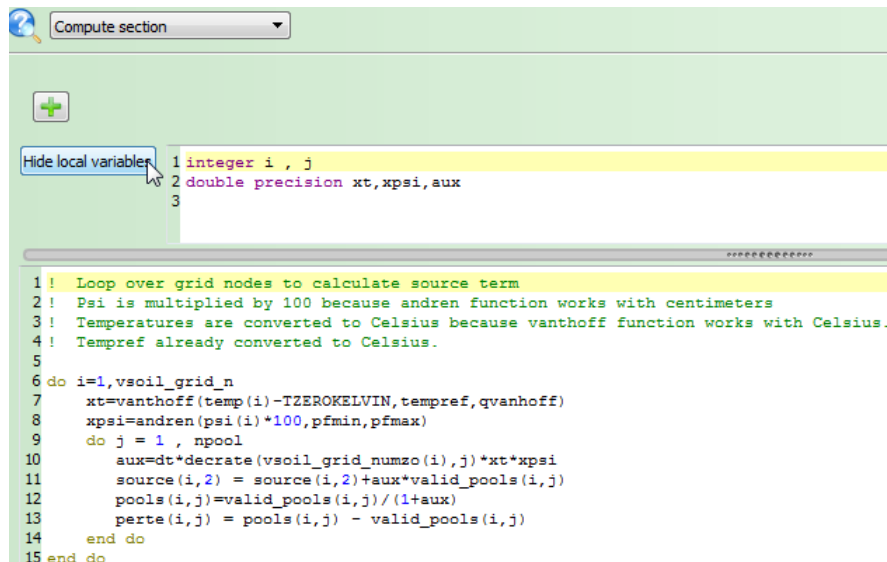 Compute section
Hide local variables
1 integer i , j
2 double precision xt,xpsi,aux
3
1 !  Loop over grid nodes to calculate source term
2 !  Psi is multiplied by 100 because andren function works with centimeters
3 !  Temperatures are converted to Celsius because vanthoff function works with Celsius.
4 !  Tempref already converted to Celsius.
5
6 do i=1,vsoil_grid_n
7     xt=vanthoff(temp(i)-TZEROKELVIN,tempref,qvanhoff)
8     xpsi=andren(psi(i)*100,pfmin,pfmax)
9     do j = 1 , npool
10        aux=dt*decrate(vsoil_grid_numzo(i),j)*xt*xpsi
11        source(i,2) = source(i,2)+aux*valid_pools(i,j)
12        pools(i,j)=valid_pools(i,j)/(1+aux)
13        perte(i,j) = pools(i,j) - valid_pools(i,j)
14    end do
15 end do